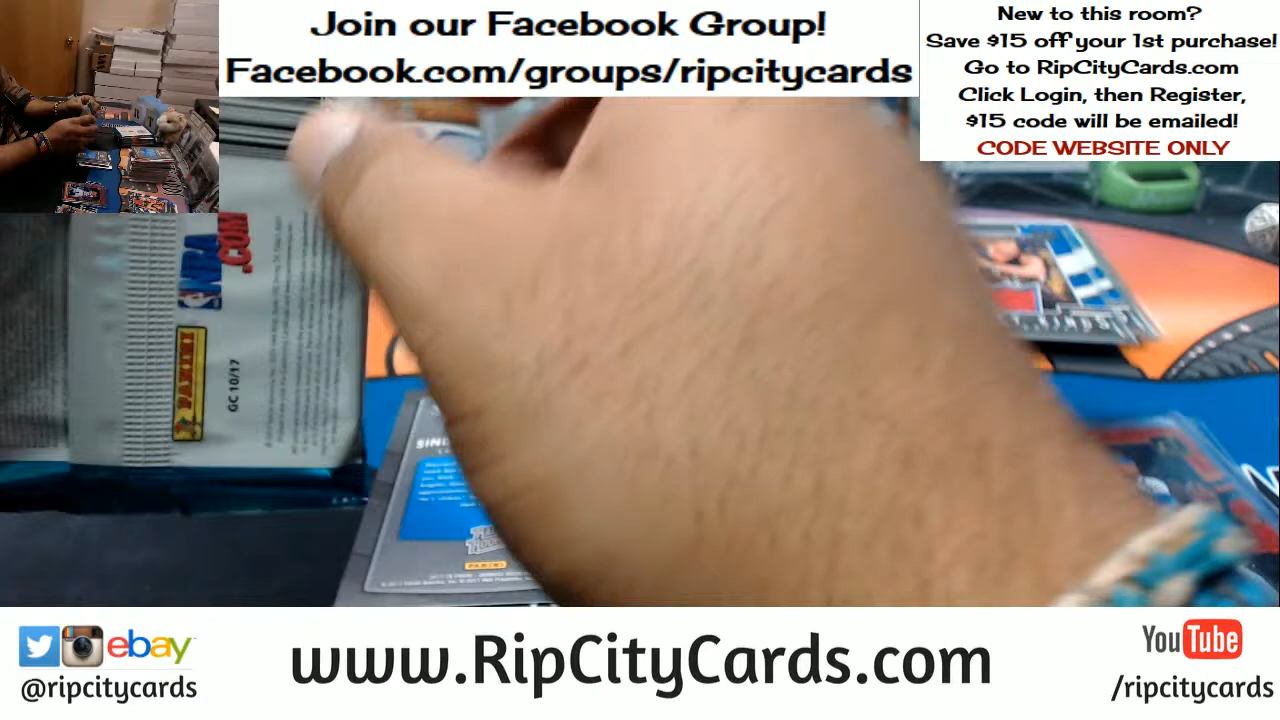 Join our Facebook Group!
Facebook.com/groups/ripcitycards
New to this room?
Save $15 off your 1st purchase!
Go to RipCityCards.com
Click Login, then Register,
$15 code will be emailed!
CODE WEBSITE ONLY
NBA
.COM
PANINI
GC 10/17
PANINI
ebay
@ripcitycards
www.RipCityCards.com
YouTube
/ripcitycards